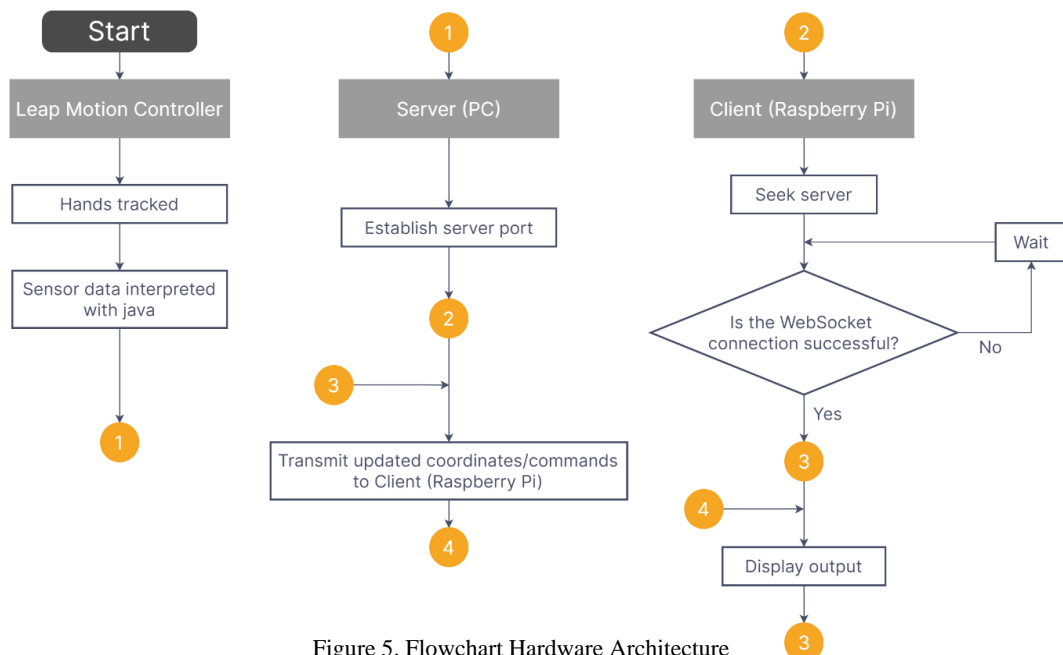 Start
Leap Motion Controller
Hands tracked
Sensor data interpreted
with java
1
1
Server (PC)
Establish server port
2
3
Transmit updated coordinates/commands
to Client (Raspberry Pi)
4
2
Client (Raspberry Pi)
Seek server
Wait
Is the WebSocket
connection successful?
No
Yes
3
4
Display output
3
Figure 5. Flowchart Hardware Architecture